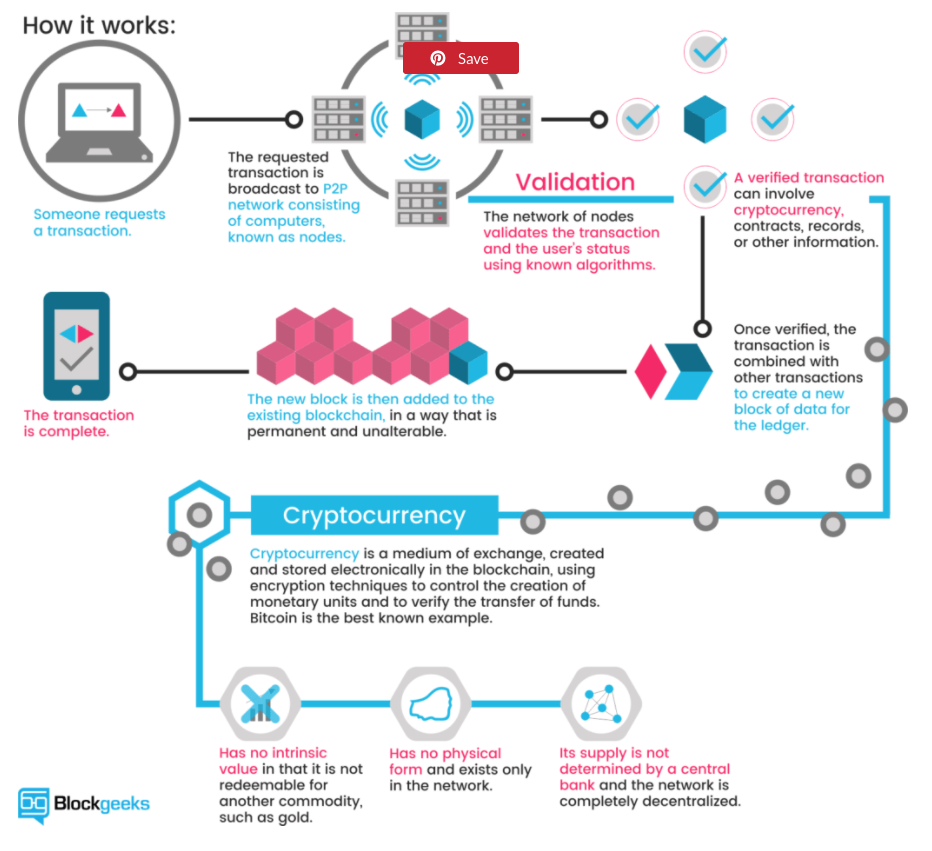 How it works:
Save
Someone requests
a transaction.
The requested
transaction is
broadcast to P2P
network consisting
of computers,
known as nodes.
Validation
The network of nodes
validates the transaction
and the user's status
using known algorithms.
A verified transaction
can involve
cryptocurrency,
contracts, records,
or other information.
Once verified, the
transaction is
combined with
other transactions
to create a new
block of data for
the ledger.
The new block is then added to the
existing blockchain, in a way that is
permanent and unalterable.
The transaction
is complete.
Cryptocurrency
Cryptocurrency is a medium of exchange, created
and stored electronically in the blockchain, using
encryption techniques to control the creation of
monetary units and to verify the transfer of funds.
Bitcoin is the best known example.
Has no intrinsic
value in that it is not
redeemable for
another commodity,
such as gold.
Has no physical
form and exists only
in the network.
Its supply is not
determined by a central
bank and the network is
completely decentralized.
Blockgeeks